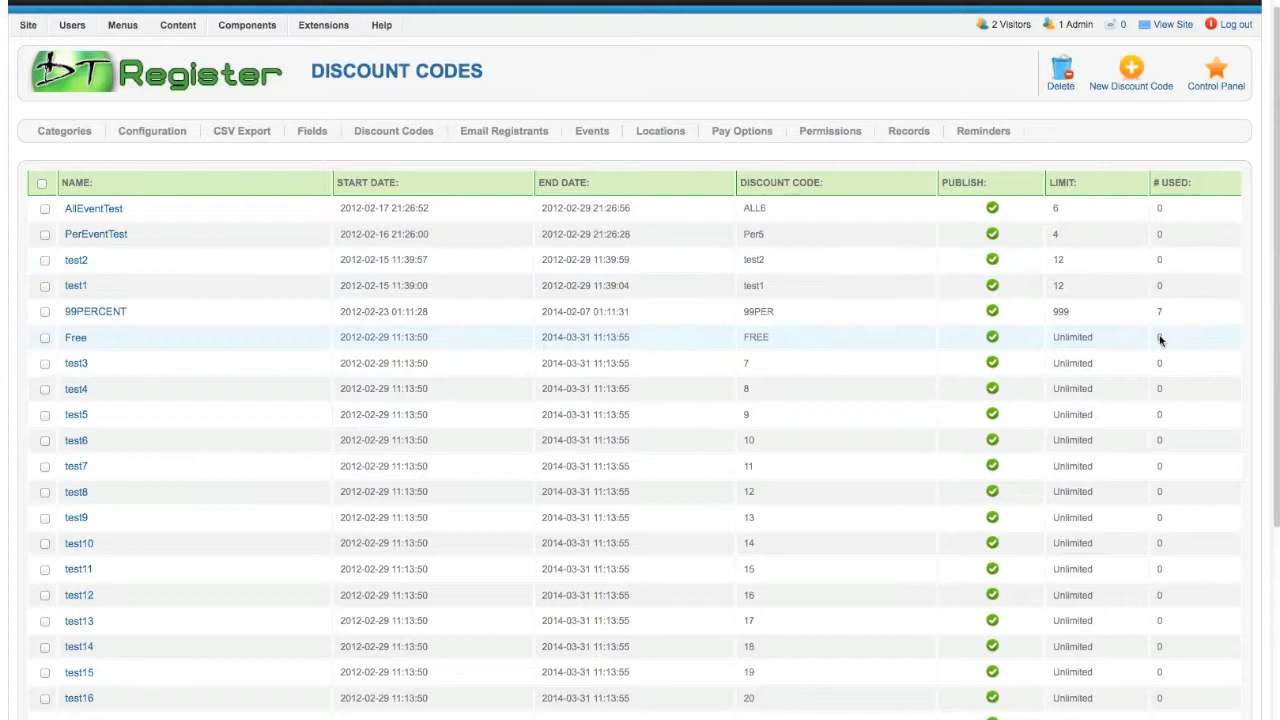 Site Users Menus Content Components Extensions Help 2 Visitors 1 Admin 0 View Site Log out
DT Register DISCOUNT CODES Delete New Discount Code Control Panel
Categories Configuration CSV Export Fields Discount Codes Email Registrants Events Locations Pay Options Permissions Records Reminders
NAME: START DATE: END DATE: DISCOUNT CODE: PUBLISH: LIMIT: # USED:
AllEventTest 2012-02-17 21:26:52 2012-02-29 21:26:56 ALL6 6 0
PerEventTest 2012-02-16 21:26:00 2012-02-29 21:26:28 Per5 4 0
test2 2012-02-15 11:39:57 2012-02-29 11:39:59 test2 12 0
test1 2012-02-15 11:39:00 2012-02-29 11:39:04 test1 12 0
99PERCENT 2012-02-23 01:11:28 2014-02-07 01:11:31 99PER 999 7
Free 2012-02-29 11:13:50 2014-03-31 11:13:55 FREE Unlimited
test3 2012-02-29 11:13:50 2014-03-31 11:13:55 7 Unlimited 0
test4 2012-02-29 11:13:50 2014-03-31 11:13:55 8 Unlimited 0
test5 2012-02-29 11:13:50 2014-03-31 11:13:55 9 Unlimited 0
test6 2012-02-29 11:13:50 2014-03-31 11:13:55 10 Unlimited 0
test7 2012-02-29 11:13:50 2014-03-31 11:13:55 11 Unlimited 0
test8 2012-02-29 11:13:50 2014-03-31 11:13:55 12 Unlimited 0
test9 2012-02-29 11:13:50 2014-03-31 11:13:55 13 Unlimited 0
test10 2012-02-29 11:13:50 2014-03-31 11:13:55 14 Unlimited 0
test11 2012-02-29 11:13:50 2014-03-31 11:13:55 15 Unlimited 0
test12 2012-02-29 11:13:50 2014-03-31 11:13:55 16 Unlimited 0
test13 2012-02-29 11:13:50 2014-03-31 11:13:55 17 Unlimited 0
test14 2012-02-29 11:13:50 2014-03-31 11:13:55 18 Unlimited 0
test15 2012-02-29 11:13:50 2014-03-31 11:13:55 19 Unlimited 0
test16 2012-02-29 11:13:50 2014-03-31 11:13:55 20 Unlimited 0